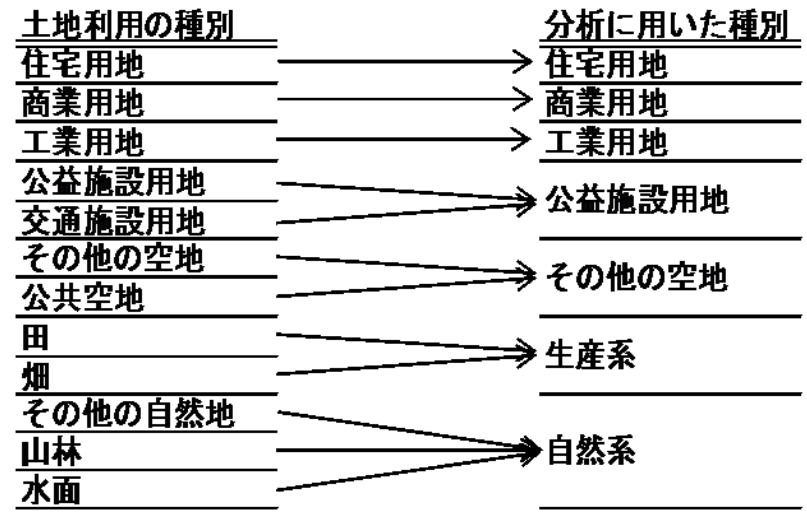 土地利用の種別
分析に用いた種別
住宅用地
住宅用地
商業用地
商業用地
工業用地
工業用地
公益施設用地
交通施設用地
公益施設用地
その他の空地
公共空地
その他の空地
田
畑
生産系
その他の自然地
山林
水面
自然系